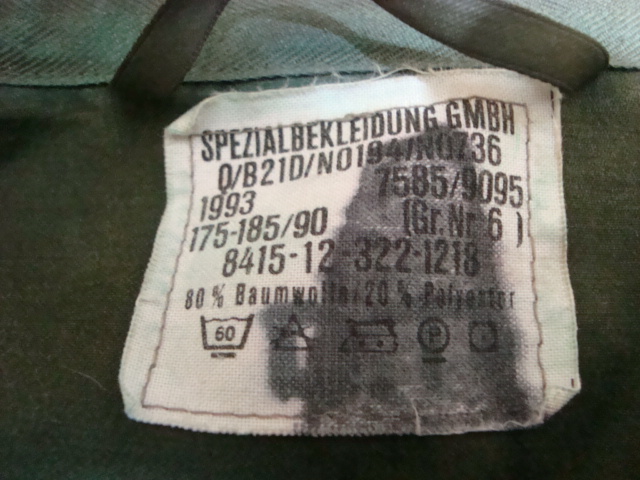 SPEZIALBEKLEIDUNG GMBH
Q/B21D/N0194/N0736
7585/9095
1993
175-185/90 (Gr.Nr 6 )
8415-12-322-1218
80 % Baumwolle/20 % Polyester
60
P